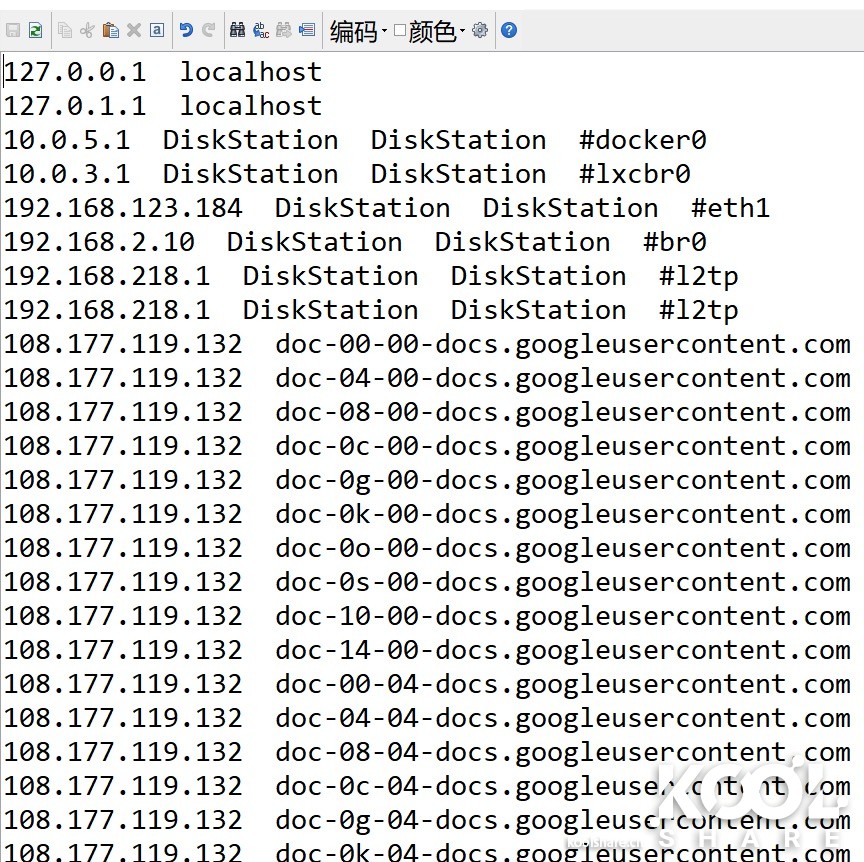 编码 颜色
127.0.0.1  localhost
127.0.1.1  localhost
10.0.5.1  DiskStation  DiskStation  #docker0
10.0.3.1  DiskStation  DiskStation  #lxcbr0
192.168.123.184  DiskStation  DiskStation  #eth1
192.168.2.10  DiskStation  DiskStation  #br0
192.168.218.1  DiskStation  DiskStation  #l2tp
192.168.218.1  DiskStation  DiskStation  #l2tp
108.177.119.132  doc-00-00-docs.googleusercontent.com
108.177.119.132  doc-04-00-docs.googleusercontent.com
108.177.119.132  doc-08-00-docs.googleusercontent.com
108.177.119.132  doc-0c-00-docs.googleusercontent.com
108.177.119.132  doc-0g-00-docs.googleusercontent.com
108.177.119.132  doc-0k-00-docs.googleusercontent.com
108.177.119.132  doc-0o-00-docs.googleusercontent.com
108.177.119.132  doc-0s-00-docs.googleusercontent.com
108.177.119.132  doc-10-00-docs.googleusercontent.com
108.177.119.132  doc-14-00-docs.googleusercontent.com
108.177.119.132  doc-00-04-docs.googleusercontent.com
108.177.119.132  doc-04-04-docs.googleusercontent.com
108.177.119.132  doc-08-04-docs.googleusercontent.com
108.177.119.132  doc-0c-04-docs.googleusercontent.com
108.177.119.132  doc-0g-04-docs.googleusercontent.com
108.177.119.132  doc-0k-04-docs.googleusercontent.com
KOOL
SHARE